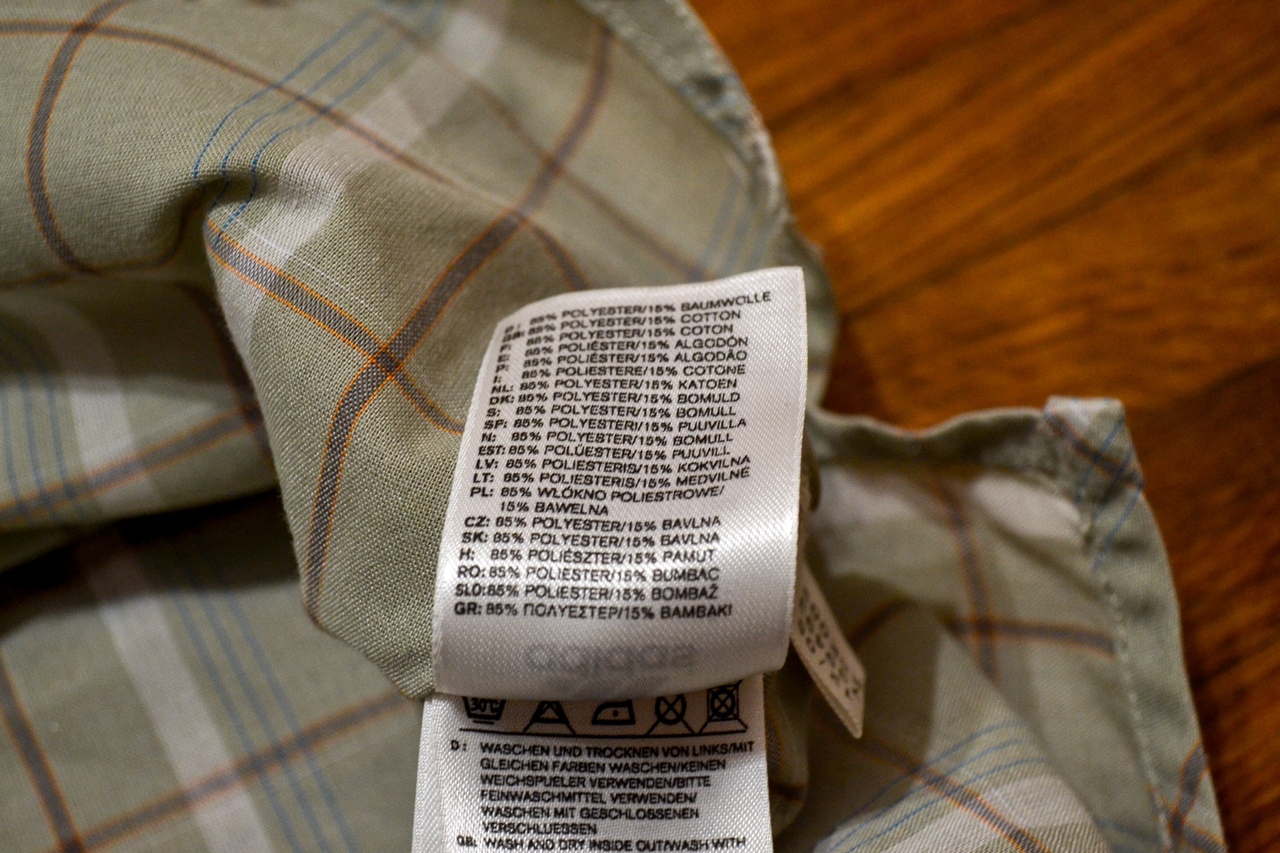 D: 85% POLYESTER/15% BAUMWOLLE
GB: 85% POLYESTER/15% COTTON
F: 85% POLYESTER/15% COTON
E: 85% POLIÉSTER/15% ALGODÓN
P: 85% POLIÉSTER/15% ALGODÃO
I: 85% POLIESTERE/15% COTONE
NL: 85% POLYESTER/15% KATOEN
DK: 85% POLYESTER/15% BOMULD
S: 85% POLYESTER/15% BOMULL
SF: 85% POLYESTER/15% PUUVILLA
N: 85% POLYESTER/15% BOMULL
EST: 85% POLÜESTER/15% PUUVILL
LV: 85% POLIESTERIS/15% KOKVILNA
LT: 85% POLIESTERIS/15% MEDVILNĖ
PL: 85% WŁÓKNO POLIESTROWE/
15% BAWEŁNA
CZ: 85% POLYESTER/15% BAVLNA
SK: 85% POLYESTER/15% BAVLNA
H: 85% POLIÉSZTER/15% PAMUT
RO: 85% POLYESTER/15% BUMBAC
SLO: 85% POLYESTER/15% BOMBAŽ
GR: 85% ΠΟΛΥΕΣΤΕΡ/15% ΒΑΜΒΑΚΙ
adidas
30°C
D: WASCHEN UND TROCKNEN VON LINKS/MIT
GLEICHEN FARBEN WASCHEN/KEINEN
WEICHSPUELER VERWENDEN/BITTE
FEINWASCHMITTEL VERWENDEN/
WASCHEN MIT GESCHLOSSENEN
VERSCHLUESSEN
GB: WASH AND DRY INSIDE OUT/WASH WITH